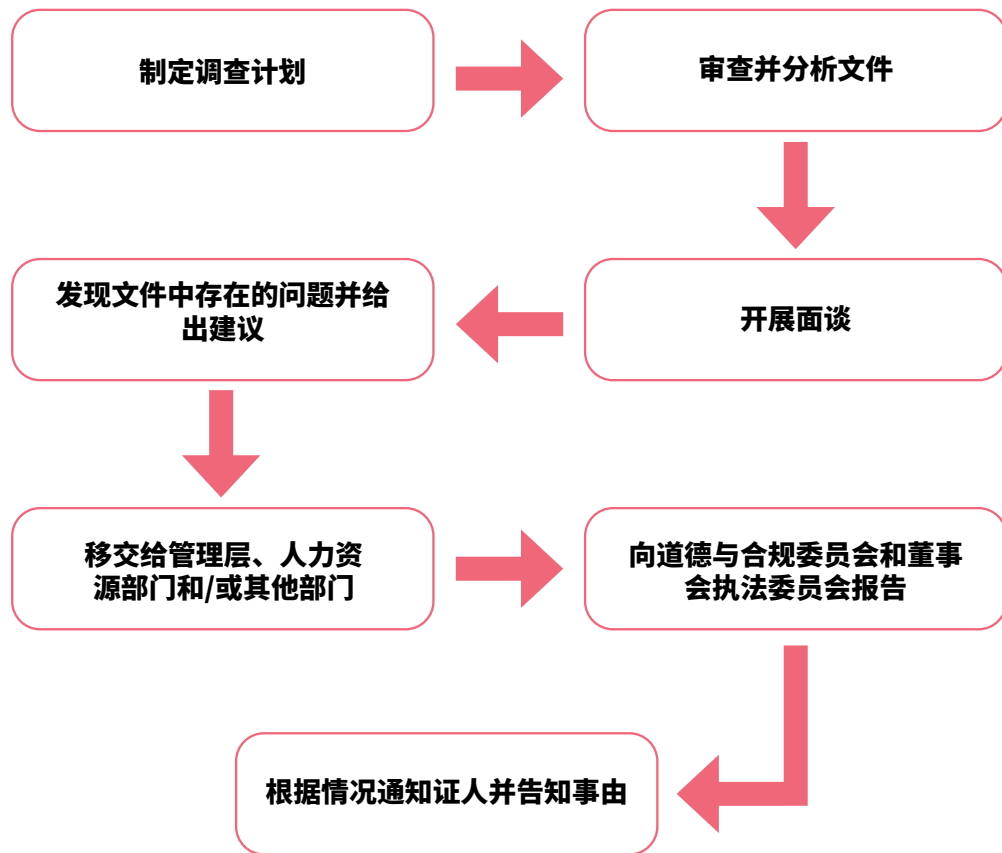 制定调查计划
审查并分析文件
开展面谈
发现文件中存在的问题并给
出建议
移交给管理层、人力资
源部门和/或其他部门
向道德与合规委员会和董事
会执法委员会报告
根据情况通知证人并告知事由